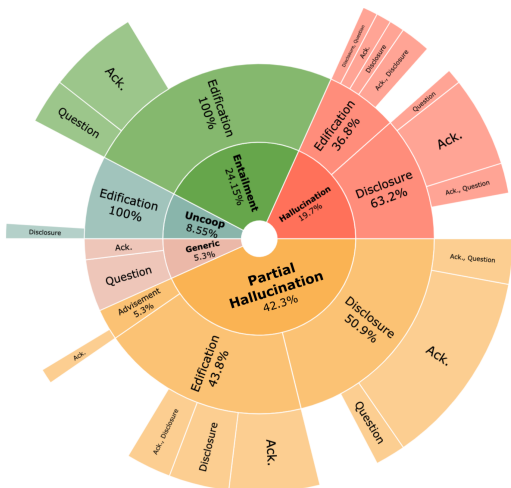 Ack.
Question
Edification
100%
Entailment
24.15%
Disclosure, Question
Ack.
Disclosure
Ack., Disclosure
Edification
36.8%
Hallucination
19.7%
Question
Ack.
Ack., Question
Disclosure
63.2%
Edification
100%
Uncoop
8.55%
Disclosure
Generic
5.3%
Ack.
Question
Advisement
5.3%
Ack.
Partial
Hallucination
42.3%
Disclosure
50.9%
Ack., Question
Ack.
Question
Edification
43.8%
Ack., Disclosure
Disclosure
Ack.